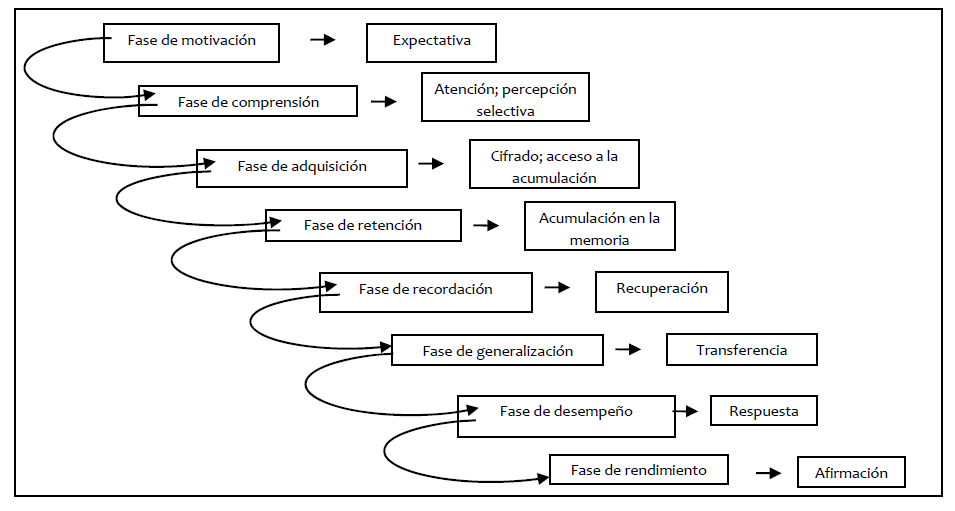 Fase de motivación
Expectativa
Fase de comprensión
Atención; percepción
selectiva
Fase de adquisición
Cifrado; acceso a la
acumulación
Fase de retención
Acumulación en la
memoria
Fase de recordación
Recuperación
Fase de generalización
Transferencia
Fase de desempeño
Respuesta
Fase de rendimiento
Afirmación